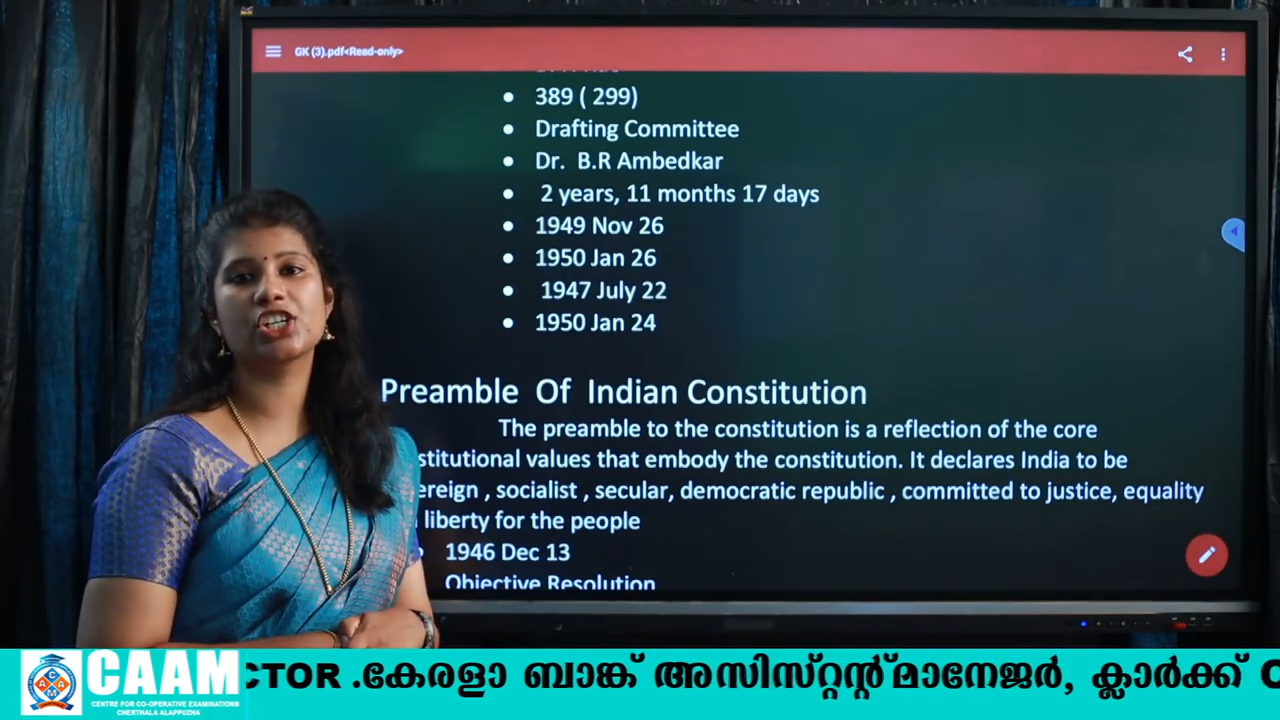 GK (3).pdf<Read-only>
389 ( 299)
Drafting Committee
Dr. B.R Ambedkar
2 years, 11 months 17 days
1949 Nov 26
1950 Jan 26
1947 July 22
1950 Jan 24
Preamble Of Indian Constitution
The preamble to the constitution is a reflection of the core
stitutional values that embody the constitution. It declares India to be
ereign , socialist , secular, democratic republic , committed to justice, equality
liberty for the people
1946 Dec 13
Objective Resolution
CAAM
CENTRE FOR CO-OPERATIVE EXAMINATIONS
CHERTHALA ALAPPUZHA
CTOR .കേരളാ ബാങ്ക് അസിസ്റ്റന്റ് മാനേജർ, ക്ലാർക്ക്